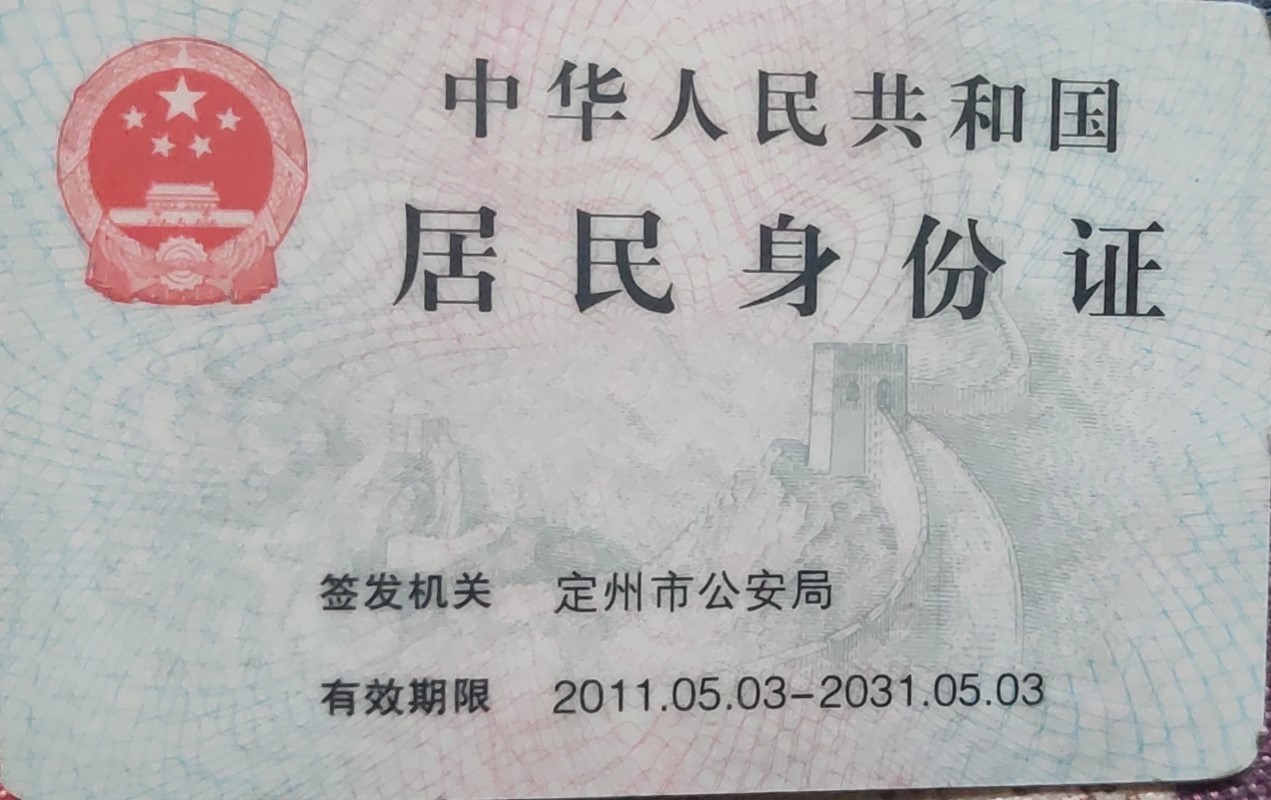 中华人民共和国
居民身份证
签发机关 定州市公安局
有效期限 2011.05.03-2031.05.03